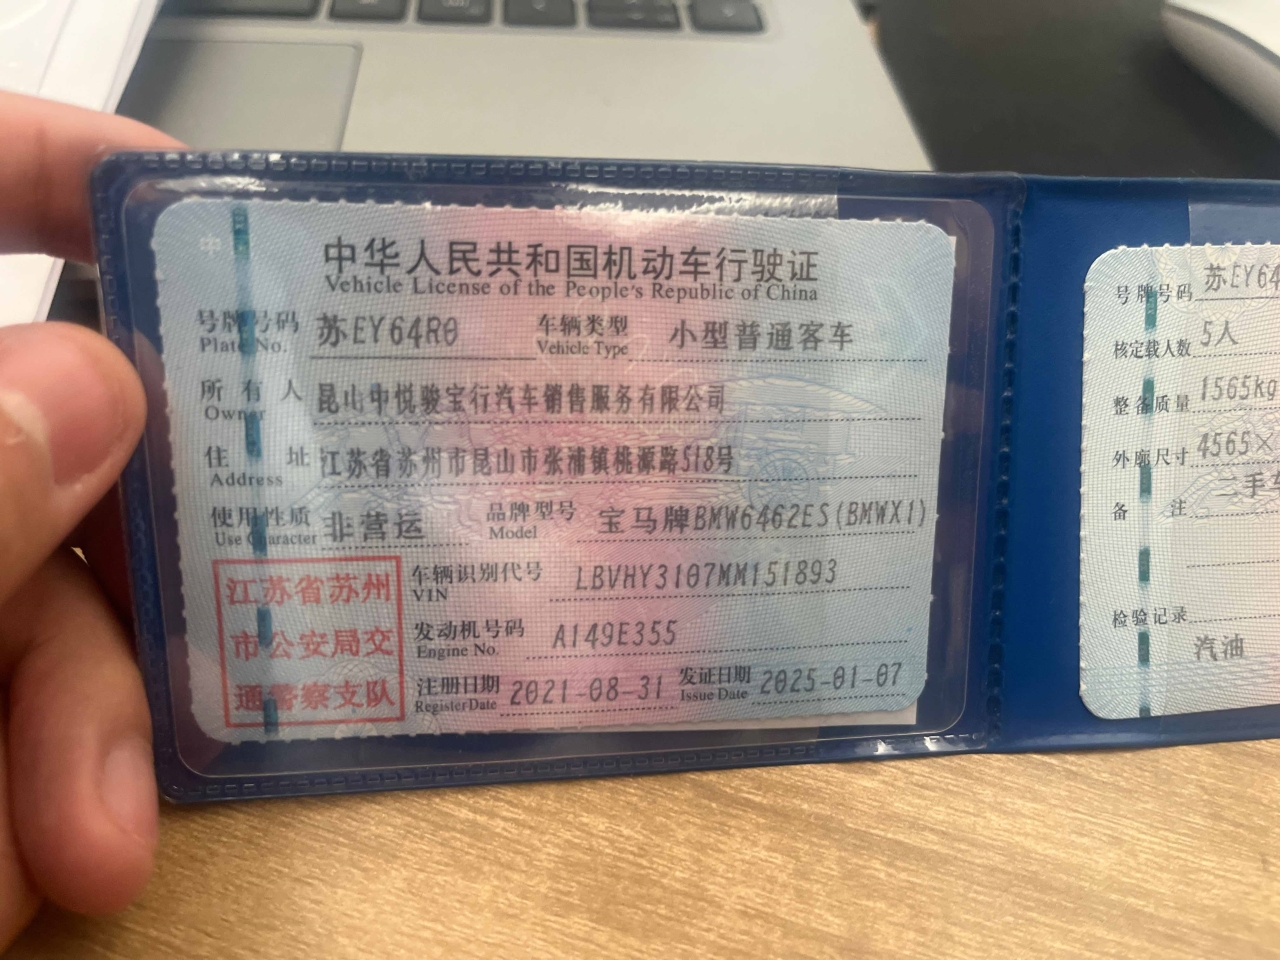 中
中华人民共和国机动车行驶证
Vehicle License of the People's Republic of China
号牌号码 苏EY64R0 车辆类型 小型普通客车
Plate No. Vehicle Type
所有人 昆山中悦骏宝行汽车销售服务有限公司
Owner
住址 江苏省苏州市昆山市张浦镇桃源路518号
Address
使用性质 非营运 品牌型号 宝马牌BMW6462ES(BMWX1)
Use Character Model
江苏省苏州
市公安局交
通警察支队
车辆识别代号 LBVHY3107MM151893
VIN
发动机号码 A149E355
Engine No.
注册日期 2021-08-31 发证日期 2025-01-07
Register Date Issue Date
号牌号码 苏EY64
核定载人数 5人
整备质量 1565kg
外廓尺寸 4565×
备注 二手
检验记录
汽油